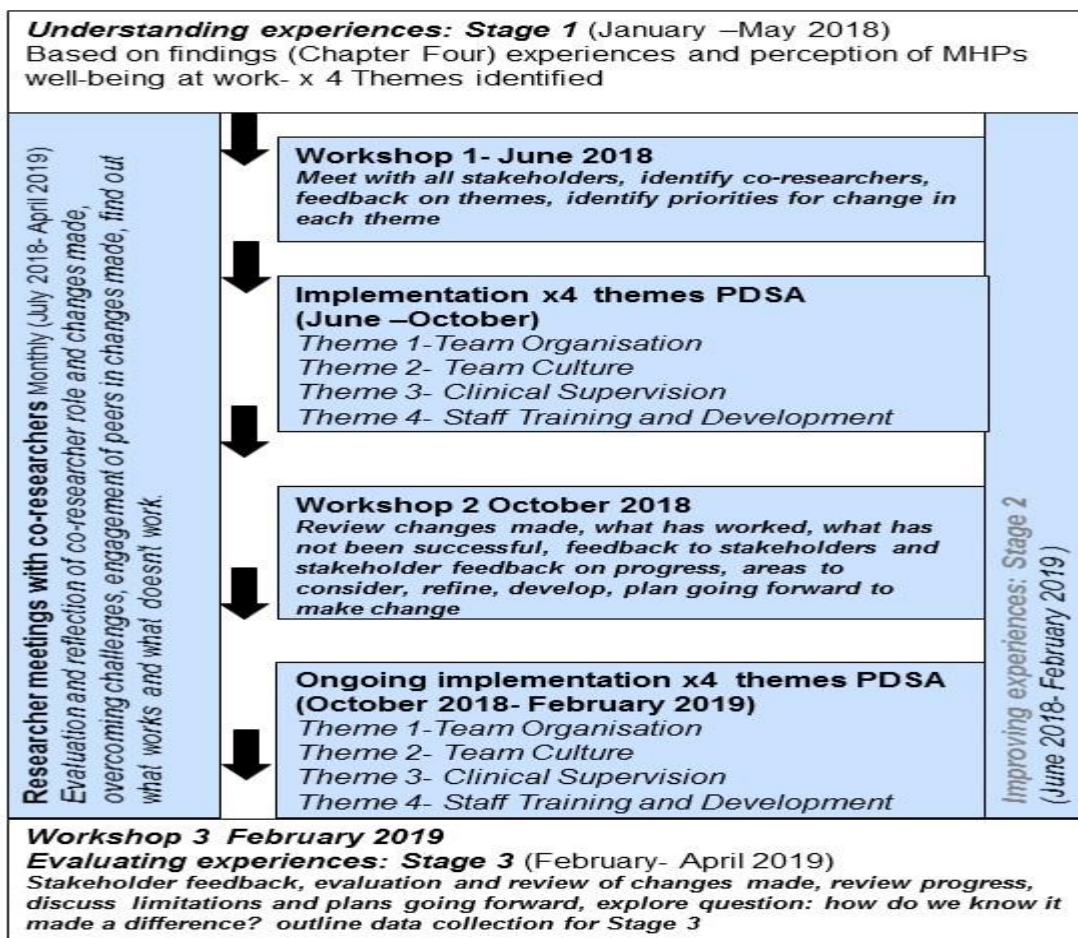 Understanding experiences: Stage 1 (January –May 2018)
Based on findings (Chapter Four) experiences and perception of MHPs
well-being at work- x 4 Themes identified
Researcher meetings with co-researchers Monthly (July 2018- April 2019)
Evaluation and reflection of co-researcher role and changes made,
overcoming challenges, engagement of peers in changes made, find out
what works and what doesn't work.
Workshop 1- June 2018
Meet with all stakeholders, identify co-researchers,
feedback on themes, identify priorities for change in
each theme
Implementation x4 themes PDSA
(June –October)
Theme 1-Team Organisation
Theme 2- Team Culture
Theme 3- Clinical Supervision
Theme 4- Staff Training and Development
Workshop 2 October 2018
Review changes made, what has worked, what has
not been successful, feedback to stakeholders and
stakeholder feedback on progress, areas to
consider, refine, develop, plan going forward to
make change
Ongoing implementation x4 themes PDSA
(October 2018- February 2019)
Theme 1-Team Organisation
Theme 2- Team Culture
Theme 3- Clinical Supervision
Theme 4- Staff Training and Development
Improving experiences: Stage 2
(June 2018- February 2019)
Workshop 3 February 2019
Evaluating experiences: Stage 3 (February- April 2019)
Stakeholder feedback, evaluation and review of changes made, review progress,
discuss limitations and plans going forward, explore question: how do we know it
made a difference? outline data collection for Stage 3